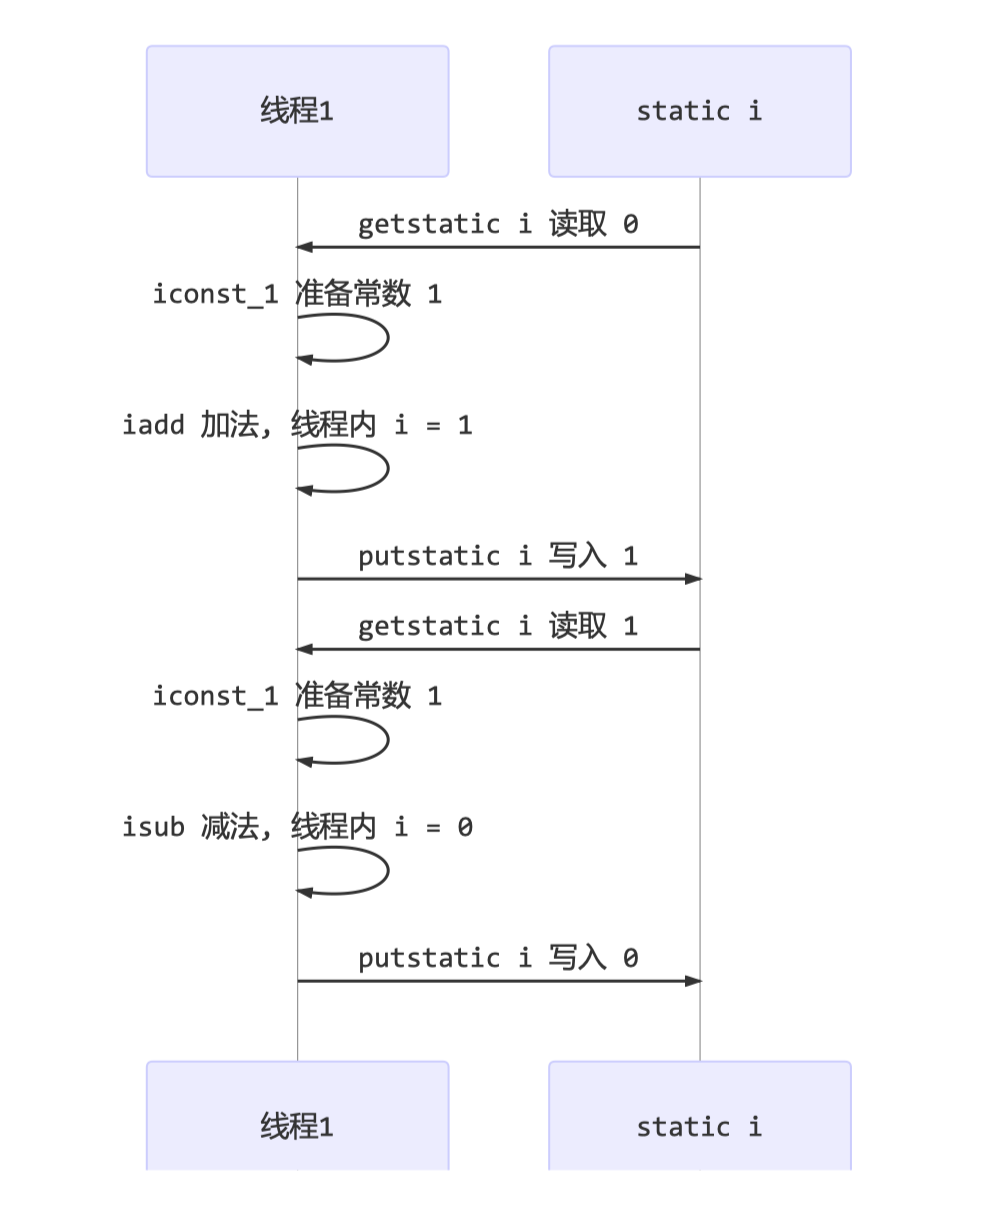 线程1
static i
getstatic i 读取 0
iconst_1 准备常数 1
iadd 加法, 线程内 i = 1
putstatic i 写入 1
getstatic i 读取 1
iconst_1 准备常数 1
isub 减法, 线程内 i = 0
putstatic i 写入 0
线程1
static i